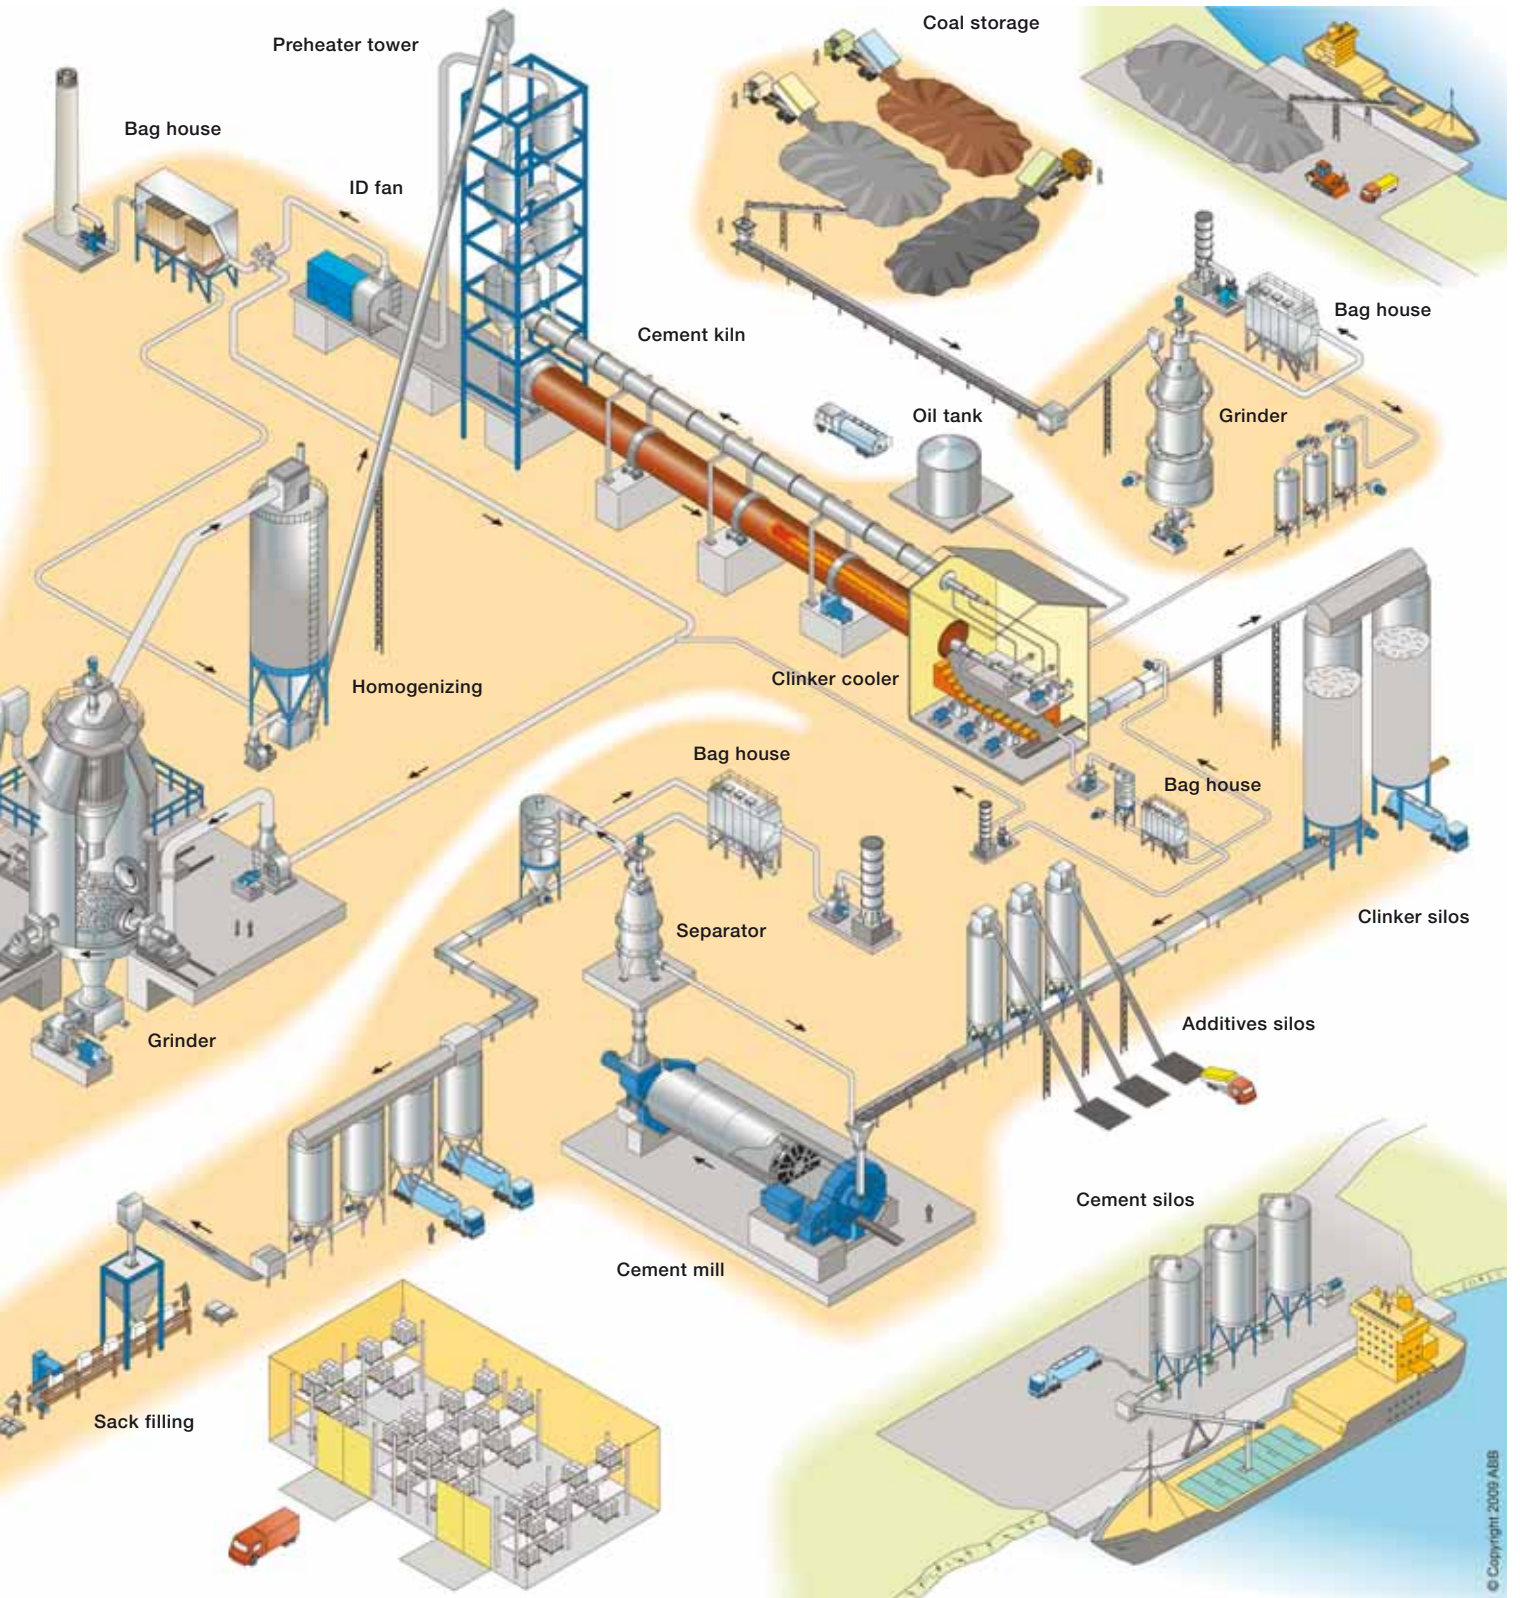 Coal storage
Preheater tower
Bag house
ID fan
Bag house
Cement kiln
Oil tank
Grinder
Clinker cooler
Homogenizing
Bag house
Bag house
Clinker silos
Separator
Additives silos
Grinder
Cement silos
Cement mill
Sack filling
© Copyright 2009 ABB